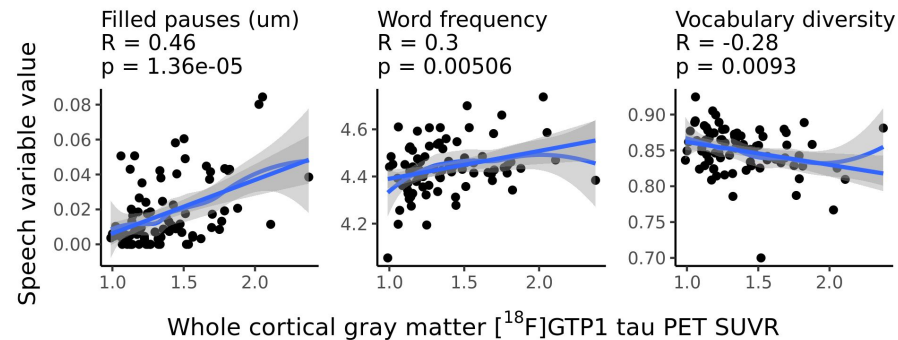 Filled pauses (um)
R = 0.46
p = 1.36e-05
Word frequency
R = 0.3
p = 0.00506
Vocabulary diversity
R = -0.28
p = 0.0093
Speech variable value
0.08
0.06
0.04
0.02
0.00
1.0 1.5 2.0
4.6
4.4
4.2
1.0 1.5 2.0
0.90
0.85
0.80
0.75
0.70
1.0 1.5 2.0
Whole cortical gray matter [18F]GTP1 tau PET SUVR